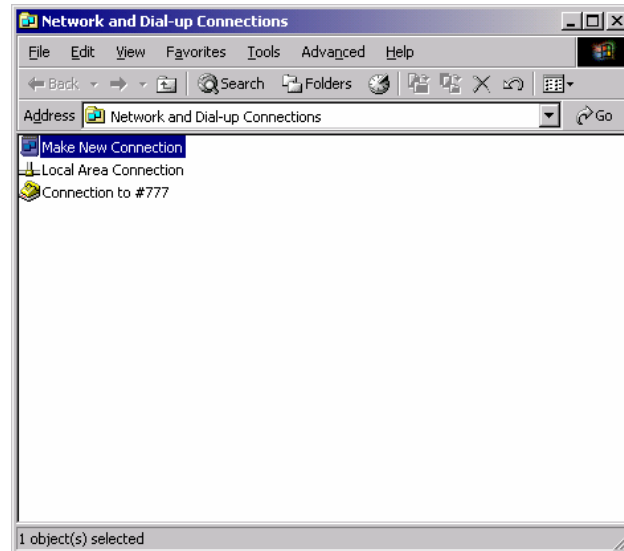 Network and Dial-up Connections
File Edit View Favorites Tools Advanced Help
Back Search Folders
Address Network and Dial-up Connections Go
Make New Connection
Local Area Connection
Connection to #777
1 object(s) selected